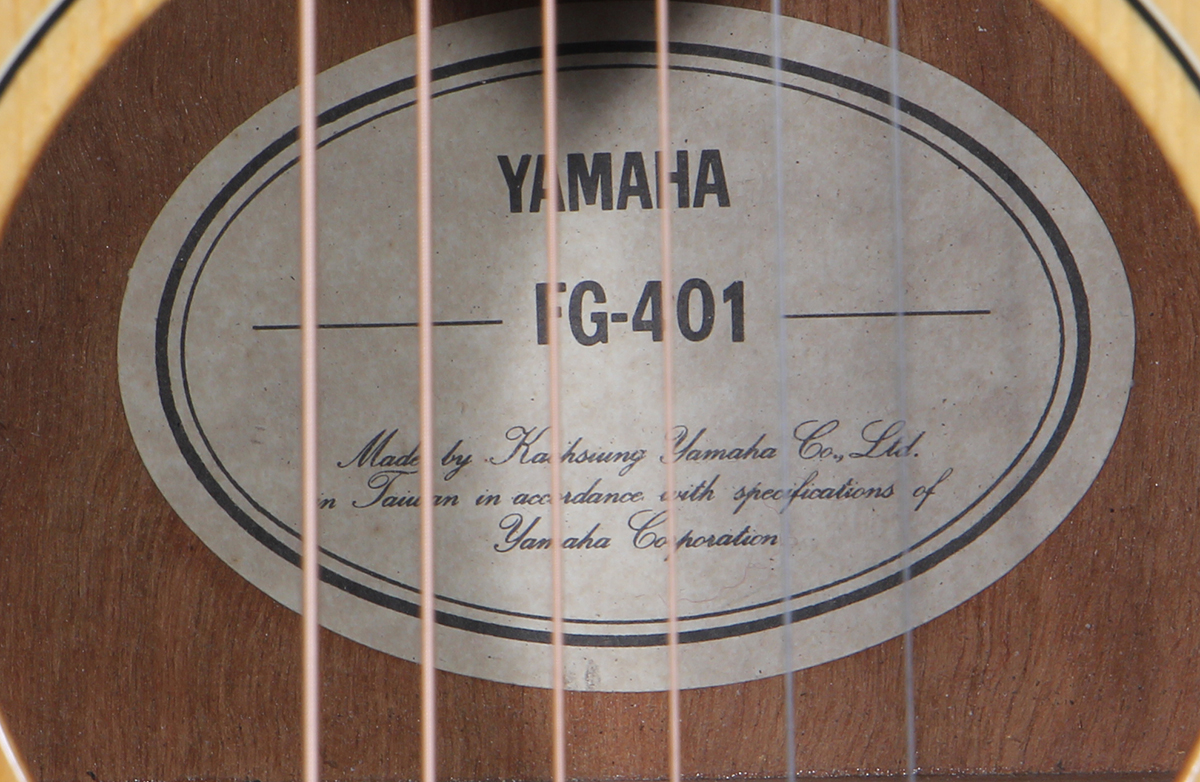 YAMAHA
FG-401
Made by Kaohsiung Yamaha Co., Ltd.
in Taiwan in accordance with specifications of
Yamaha Corporation